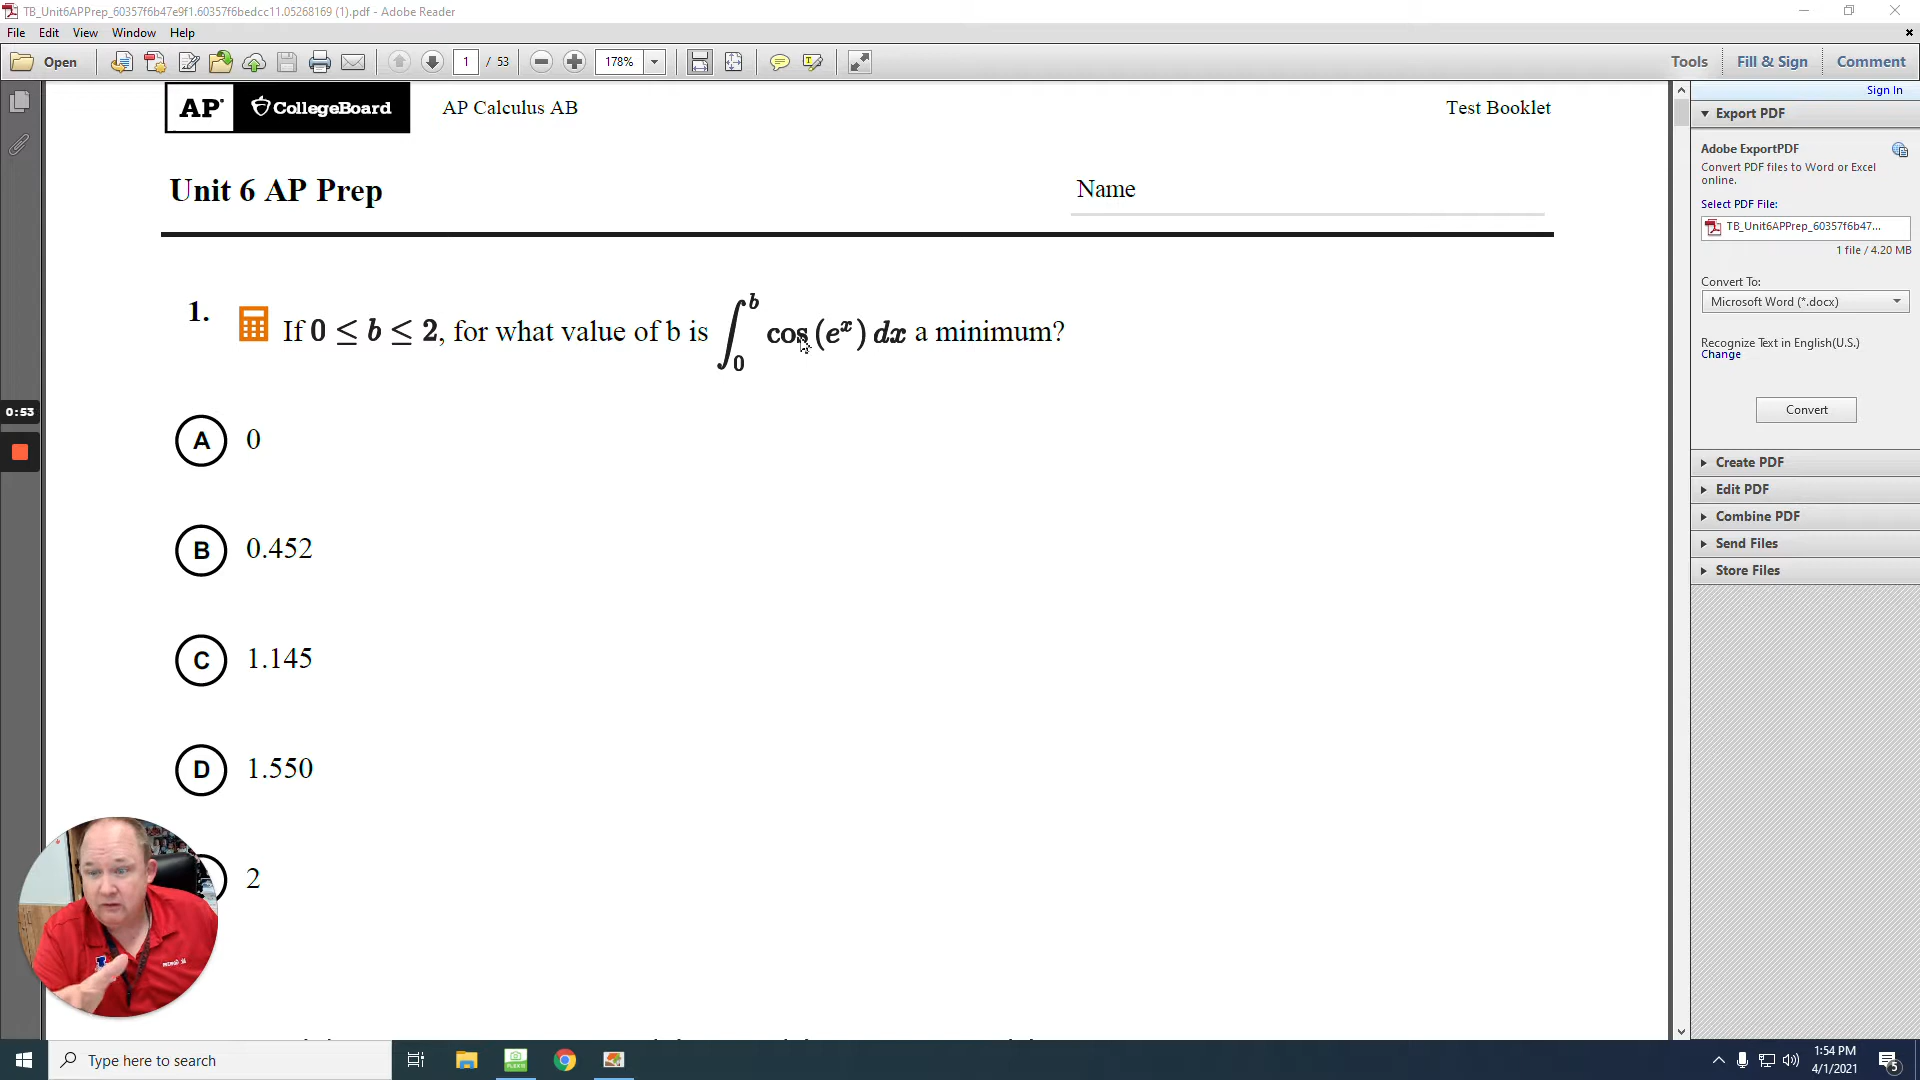 TB_Unit6APPrep_60357f6b47e9f1.60357f6bedcc11.05268169 (1).pdf - Adobe Reader
File Edit View Window Help
Open 1 / 53 178% Tools Fill & Sign Comment
Sign In
AP CollegeBoard AP Calculus AB Test Booklet
Unit 6 AP Prep Name
1. If 0 ≤ b ≤ 2, for what value of b is ∫₀ᵇ cos (eˣ) dx a minimum?
A 0
B 0.452
C 1.145
D 1.550
2
0:53
Export PDF
Adobe ExportPDF
Convert PDF files to Word or Excel
online.
Select PDF File:
TB_Unit6APPrep_60357f6b47...
1 file / 4.20 MB
Convert To:
Microsoft Word (*.docx)
Recognize Text in English(U.S.)
Change
Convert
Create PDF
Edit PDF
Combine PDF
Send Files
Store Files
Type here to search
1:54 PM
4/1/2021
5